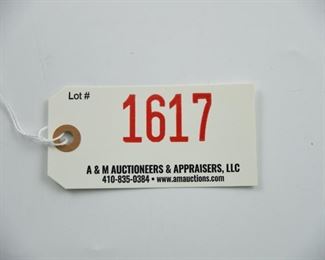 Lot #
1617
A & M AUCTIONEERS & APPRAISERS, LLC
410-835-0384 • www.amauctions.com